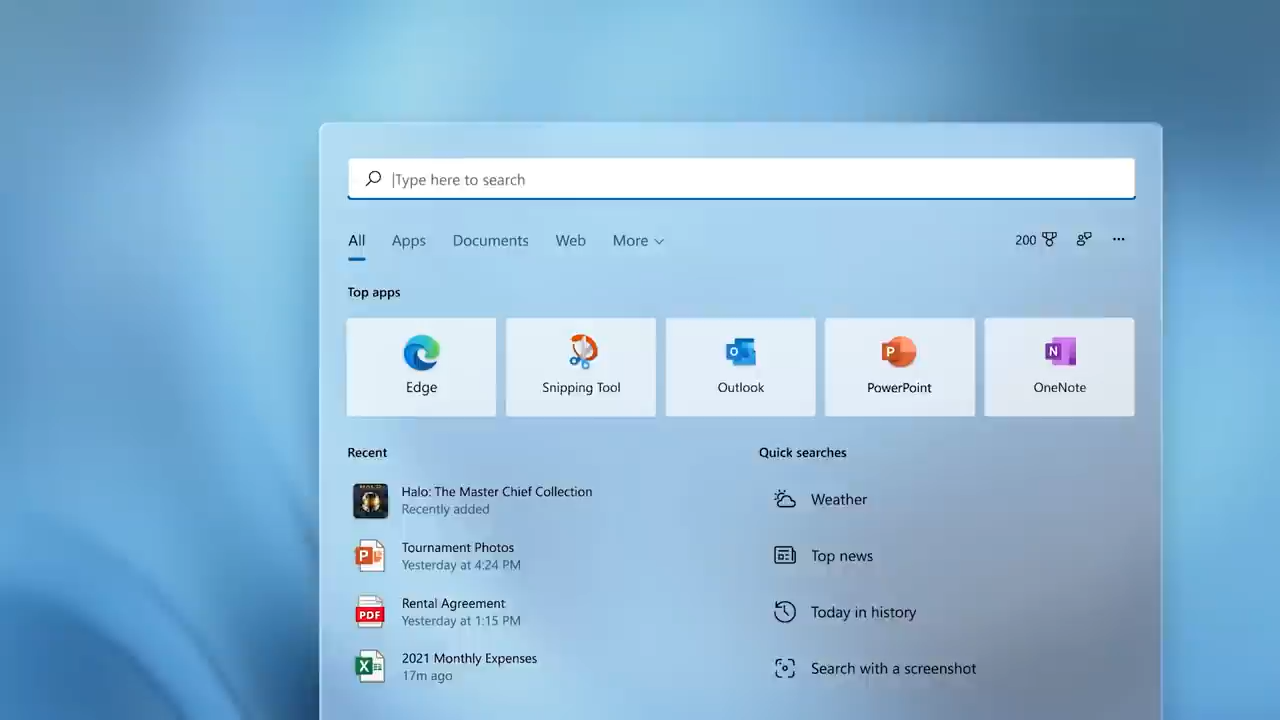 Type here to search
All Apps Documents Web More
200
Top apps
Edge Snipping Tool Outlook PowerPoint OneNote
Recent
Halo: The Master Chief Collection
Recently added
Tournament Photos
Yesterday at 4:24 PM
Rental Agreement
Yesterday at 1:15 PM
2021 Monthly Expenses
17m ago
Quick searches
Weather
Top news
Today in history
Search with a screenshot
O
P
N
HALO
P
PDF
X